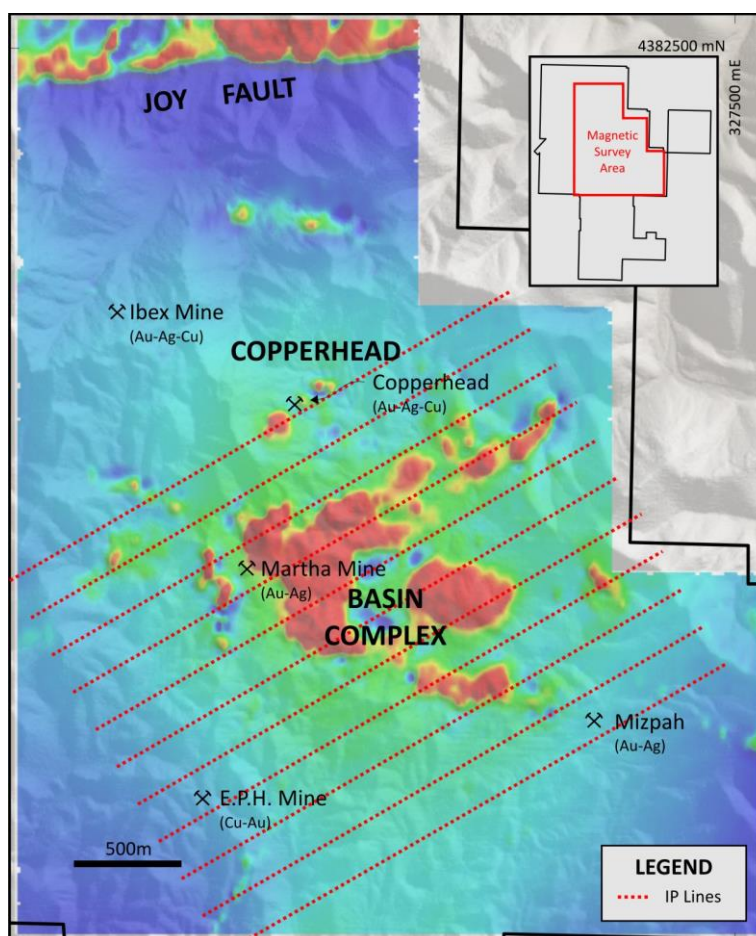 4382500 mN
327500 mE
JOY FAULT
Magnetic
Survey
Area
Ibex Mine
(Au-Ag-Cu)
COPPERHEAD
Copperhead
(Au-Ag-Cu)
Martha Mine
(Au-Ag)
BASIN
COMPLEX
Mizpah
(Au-Ag)
E.P.H. Mine
(Cu-Au)
500m
LEGEND
IP Lines